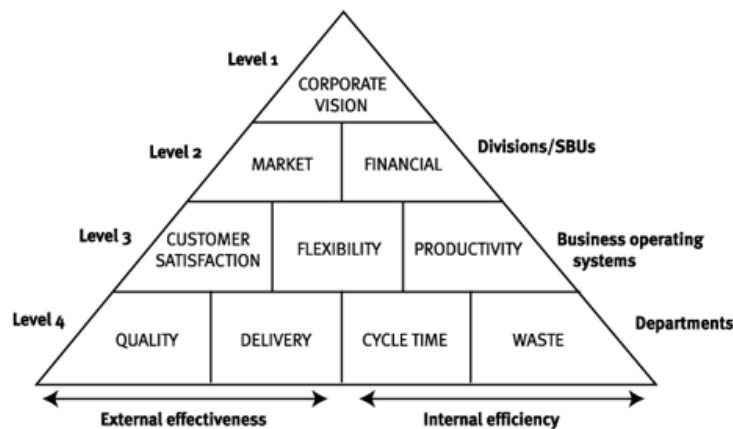 Level 1
CORPORATE
VISION
Level 2
MARKET
FINANCIAL
Divisions/SBUs
Level 3
CUSTOMER
SATISFACTION
FLEXIBILITY
PRODUCTIVITY
Business operating
systems
Level 4
QUALITY
DELIVERY
CYCLE TIME
WASTE
Departments
External effectiveness
Internal efficiency